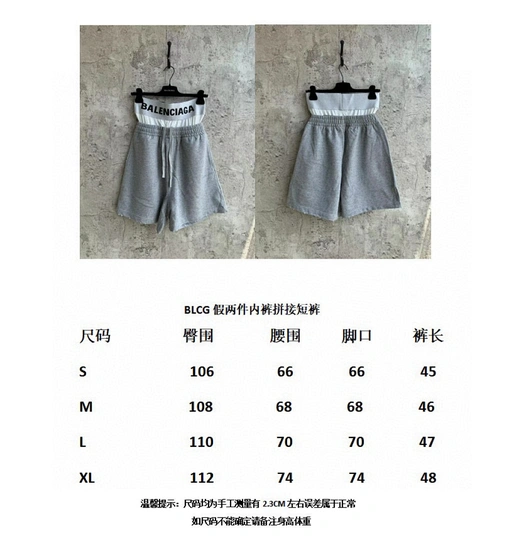 BALENCIAGA
BLCG 假两件内裤拼接短裤
尺码 臀围 腰围 脚口 裤长
S 106 66 66 45
M 108 68 68 46
L 110 70 70 47
XL 112 74 74 48
温馨提示：尺码均为手工测量有 2.3CM 左右误差属于正常
如尺码不能确定请备注身高体重